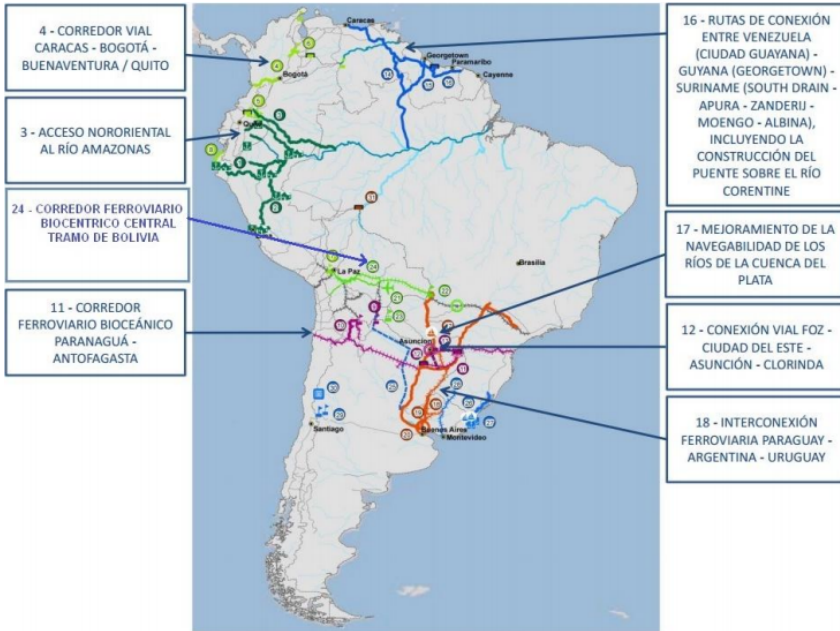 4 - CORREDOR VIAL
CARACAS - BOGOTÁ -
BUENAVENTURA / QUITO
3 - ACCESO NORORIENTAL
AL RÍO AMAZONAS
24 - CORREDOR FERROVIARIO
BIOCENTRICO CENTRAL
TRAMO DE BOLIVIA
11 - CORREDOR
FERROVIARIO BIOCEÁNICO
PARANAGUÁ -
ANTOFAGASTA
Caracas
Georgetown
Paramaribo
Cayenne
Bogotá
La Paz
Brasilia
Asuncion
Santiago
Buenos Aires
Montevideo
16 - RUTAS DE CONEXIÓN
ENTRE VENEZUELA
(CIUDAD GUAYANA) -
GUYANA (GEORGETOWN) -
SURINAME (SOUTH DRAIN -
APURA - ZANDERIJ -
MOENGO - ALBINA),
INCLUYENDO LA
CONSTRUCCIÓN DEL
PUENTE SOBRE EL RÍO
CORENTINE
17 - MEJORAMIENTO DE LA
NAVEGABILIDAD DE LOS
RÍOS DE LA CUENCA DEL
PLATA
12 - CONEXIÓN VIAL FOZ -
CIUDAD DEL ESTE -
ASUNCIÓN - CLORINDA
18 - INTERCONEXIÓN
FERROVIARIA PARAGUAY -
ARGENTINA - URUGUAY